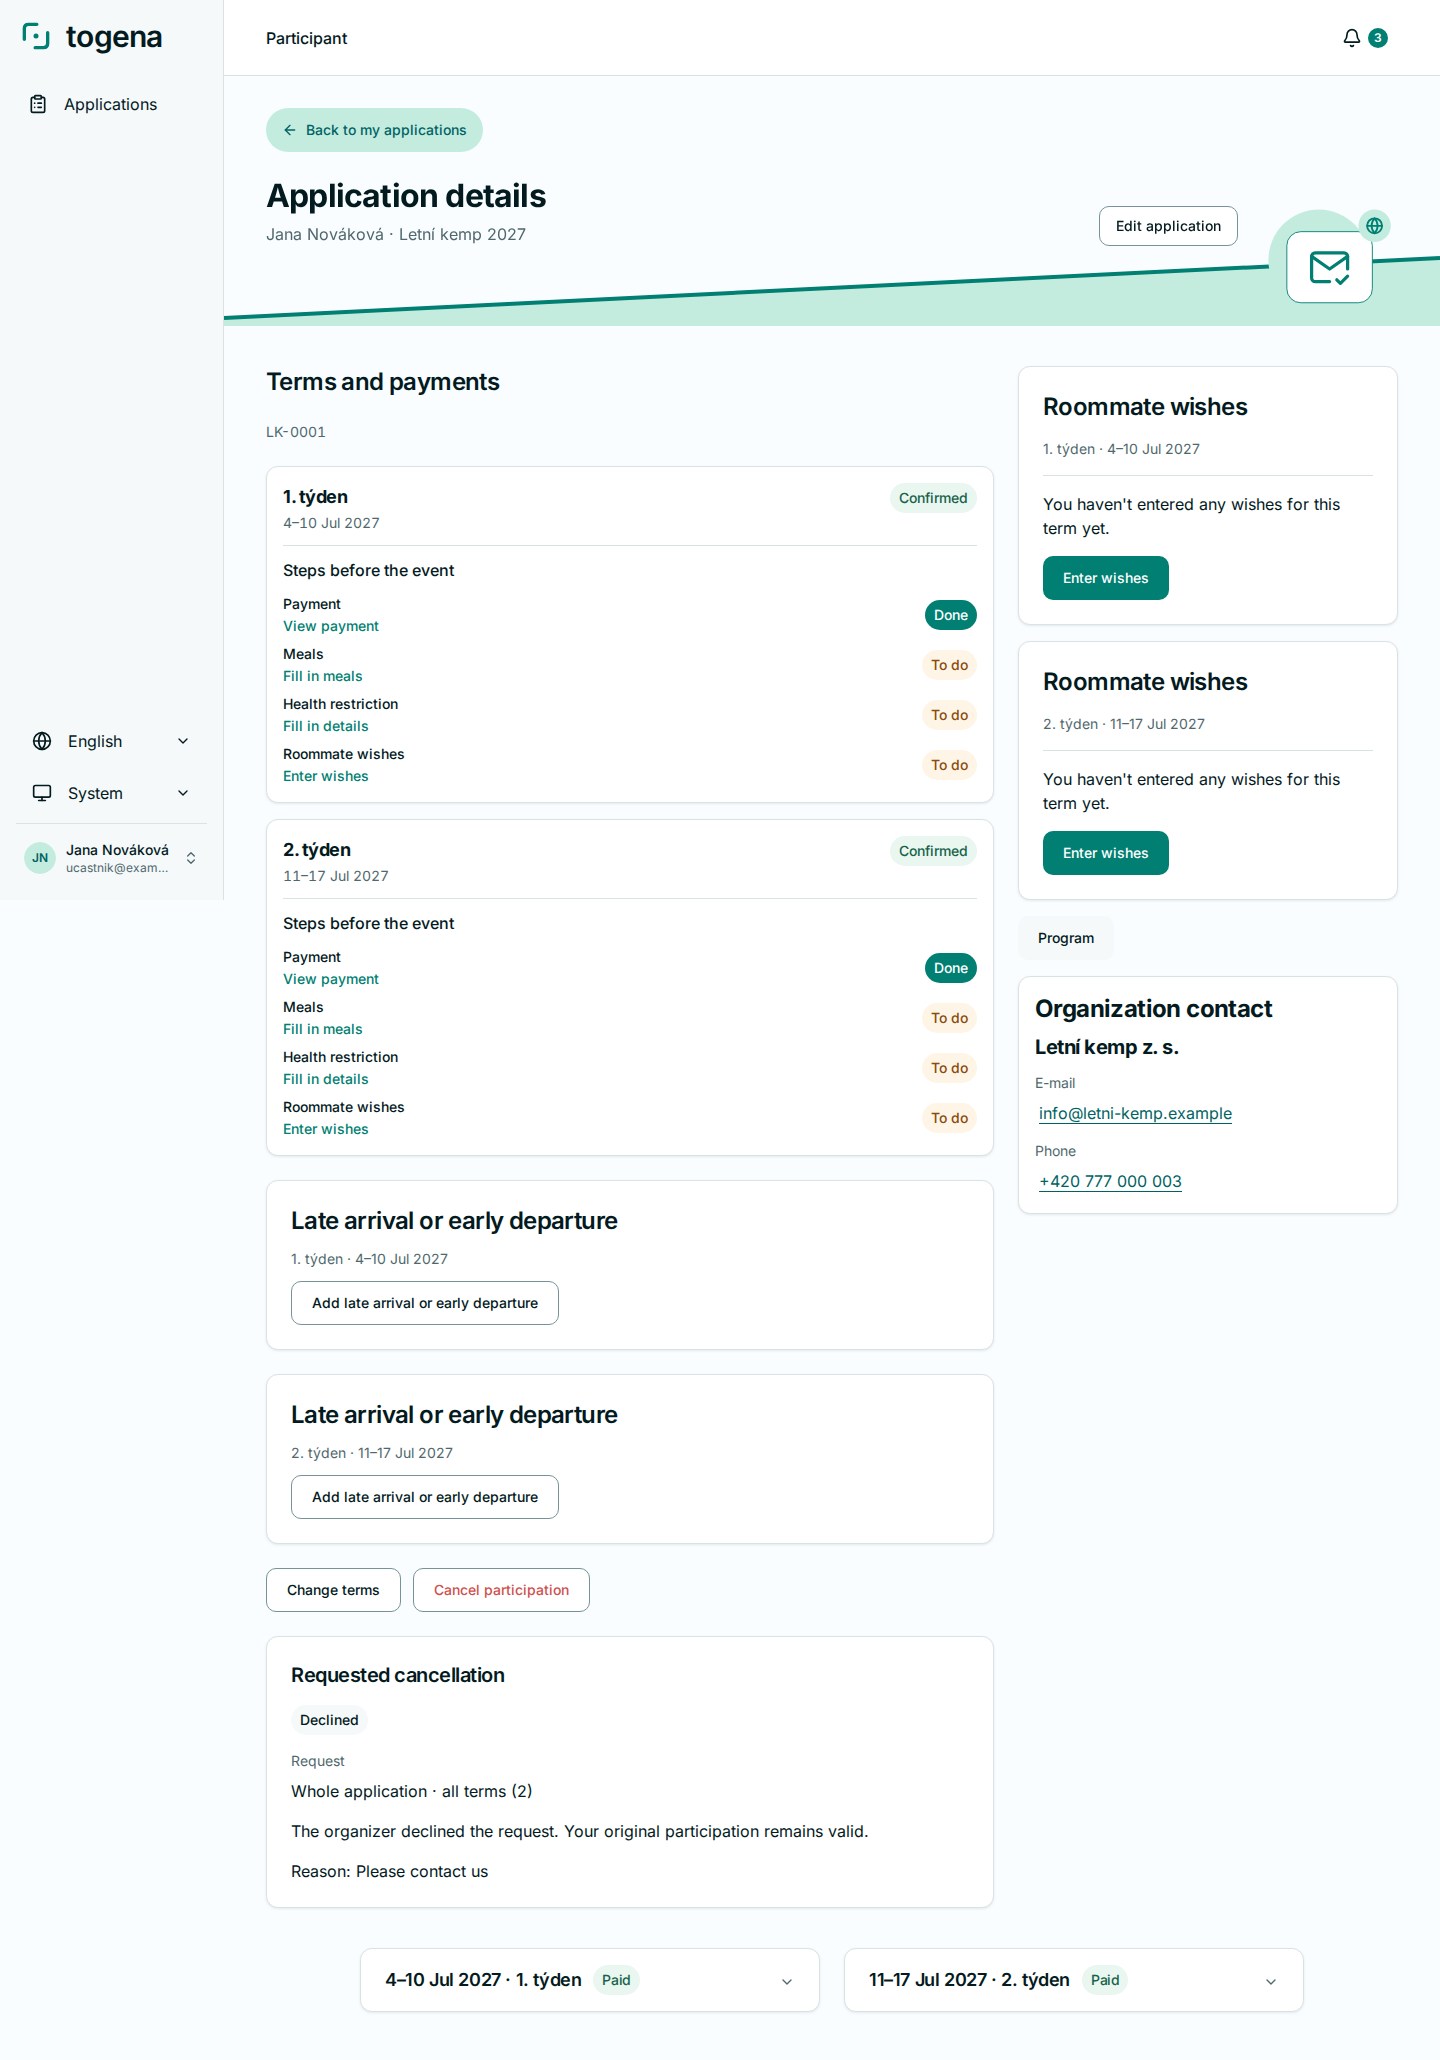 togena
Participant
3
Applications
Back to my applications
Application details
Jana Nováková · Letní kemp 2027
Edit application
Terms and payments
LK-0001
1. týden
Confirmed
4–10 Jul 2027
Steps before the event
Payment
View payment
Done
Meals
Fill in meals
To do
Health restriction
Fill in details
To do
Roommate wishes
Enter wishes
To do
2. týden
Confirmed
11–17 Jul 2027
Steps before the event
Payment
View payment
Done
Meals
Fill in meals
To do
Health restriction
Fill in details
To do
Roommate wishes
Enter wishes
To do
Late arrival or early departure
1. týden · 4–10 Jul 2027
Add late arrival or early departure
Late arrival or early departure
2. týden · 11–17 Jul 2027
Add late arrival or early departure
Change terms
Cancel participation
Requested cancellation
Declined
Request
Whole application · all terms (2)
The organizer declined the request. Your original participation remains valid.
Reason: Please contact us
Roommate wishes
1. týden · 4–10 Jul 2027
You haven't entered any wishes for this
term yet.
Enter wishes
Roommate wishes
2. týden · 11–17 Jul 2027
You haven't entered any wishes for this
term yet.
Enter wishes
Program
Organization contact
Letní kemp z. s.
E-mail
info@letni-kemp.example
Phone
+420 777 000 003
4–10 Jul 2027 · 1. týden
Paid
11–17 Jul 2027 · 2. týden
Paid
English
System
JN
Jana Nováková
ucastnik@exam...